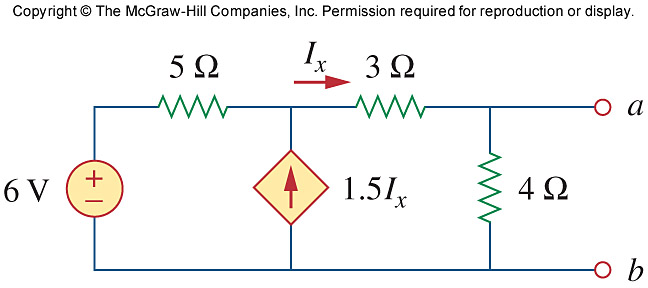 Copyright © The McGraw-Hill Companies, Inc. Permission required for reproduction or display.
5 Ω
Iₓ
3 Ω
a
6 V
+
−
1.5Iₓ
4 Ω
b